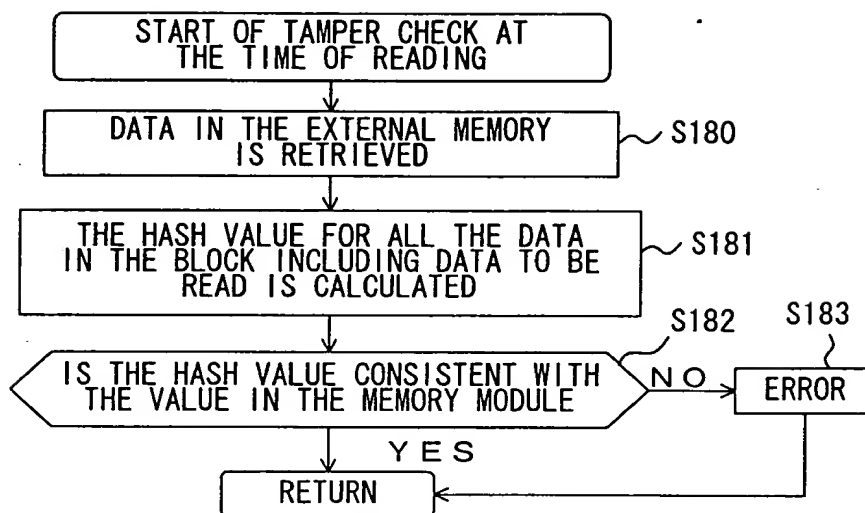 START OF TAMPER CHECK AT
THE TIME OF READING
DATA IN THE EXTERNAL MEMORY
IS RETRIEVED
S180
THE HASH VALUE FOR ALL THE DATA
IN THE BLOCK INCLUDING DATA TO BE
READ IS CALCULATED
S181
IS THE HASH VALUE CONSISTENT WITH
THE VALUE IN THE MEMORY MODULE
S182
NO
S183
ERROR
YES
RETURN